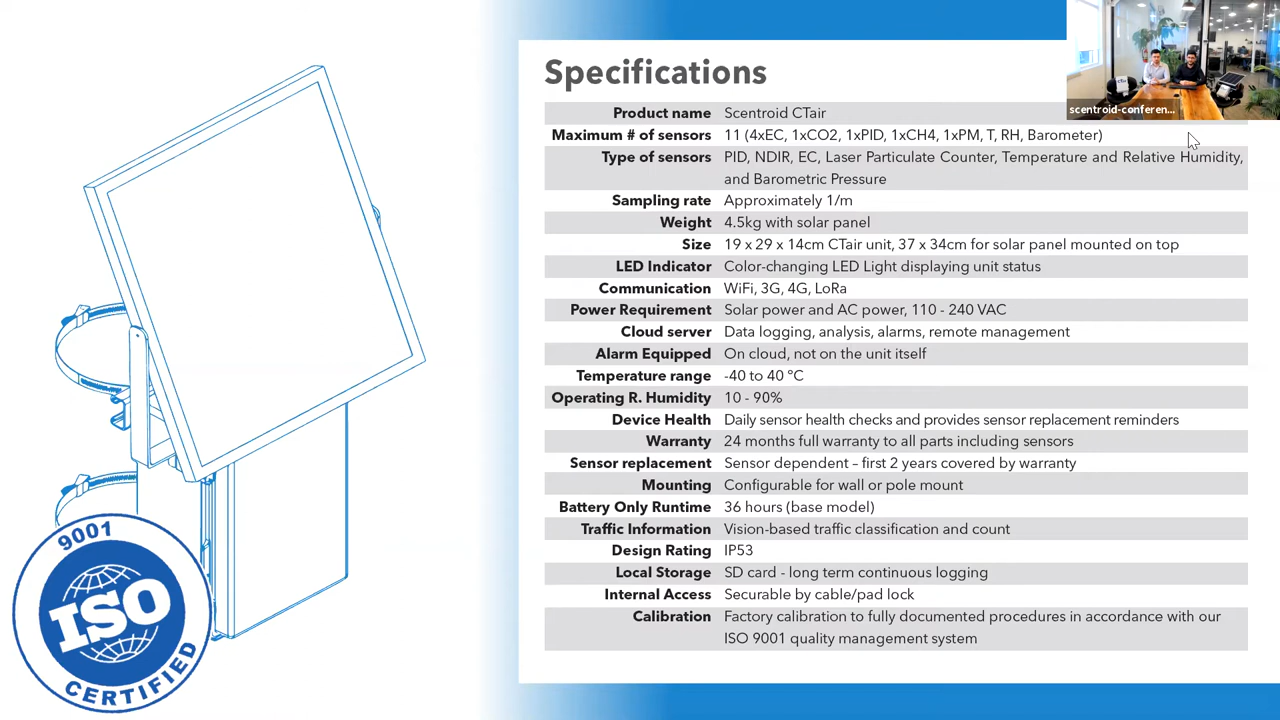 Specifications
scentroid-conferen...
Product name Scentroid CTair
Maximum # of sensors 11 (4xEC, 1xCO2, 1xPID, 1xCH4, 1xPM, T, RH, Barometer)
Type of sensors PID, NDIR, EC, Laser Particulate Counter, Temperature and Relative Humidity,
and Barometric Pressure
Sampling rate Approximately 1/m
Weight 4.5kg with solar panel
Size 19 x 29 x 14cm CTair unit, 37 x 34cm for solar panel mounted on top
LED Indicator Color-changing LED Light displaying unit status
Communication WiFi, 3G, 4G, LoRa
Power Requirement Solar power and AC power, 110 - 240 VAC
Cloud server Data logging, analysis, alarms, remote management
Alarm Equipped On cloud, not on the unit itself
Temperature range -40 to 40 °C
Operating R. Humidity 10 - 90%
Device Health Daily sensor health checks and provides sensor replacement reminders
Warranty 24 months full warranty to all parts including sensors
Sensor replacement Sensor dependent – first 2 years covered by warranty
Mounting Configurable for wall or pole mount
Battery Only Runtime 36 hours (base model)
Traffic Information Vision-based traffic classification and count
Design Rating IP53
Local Storage SD card - long term continuous logging
Internal Access Securable by cable/pad lock
Calibration Factory calibration to fully documented procedures in accordance with our
ISO 9001 quality management system
9001
ISO
CERTIFIED